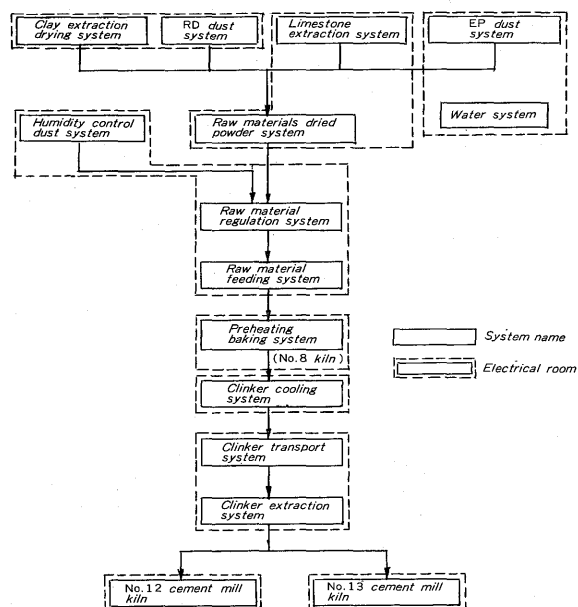 Clay extraction
drying system
RD dust
system
Limestone
extraction system
EP dust
system
Water system
Humidity control
dust system
Raw materials dried
powder system
Raw material
regulation system
Raw material
feeding system
Preheating
baking system
(No.8 kiln)
System name
Electrical room
Clinker cooling
system
Clinker transport
system
Clinker extraction
system
No.12 cement mill
kiln
No.13 cement mill
kiln